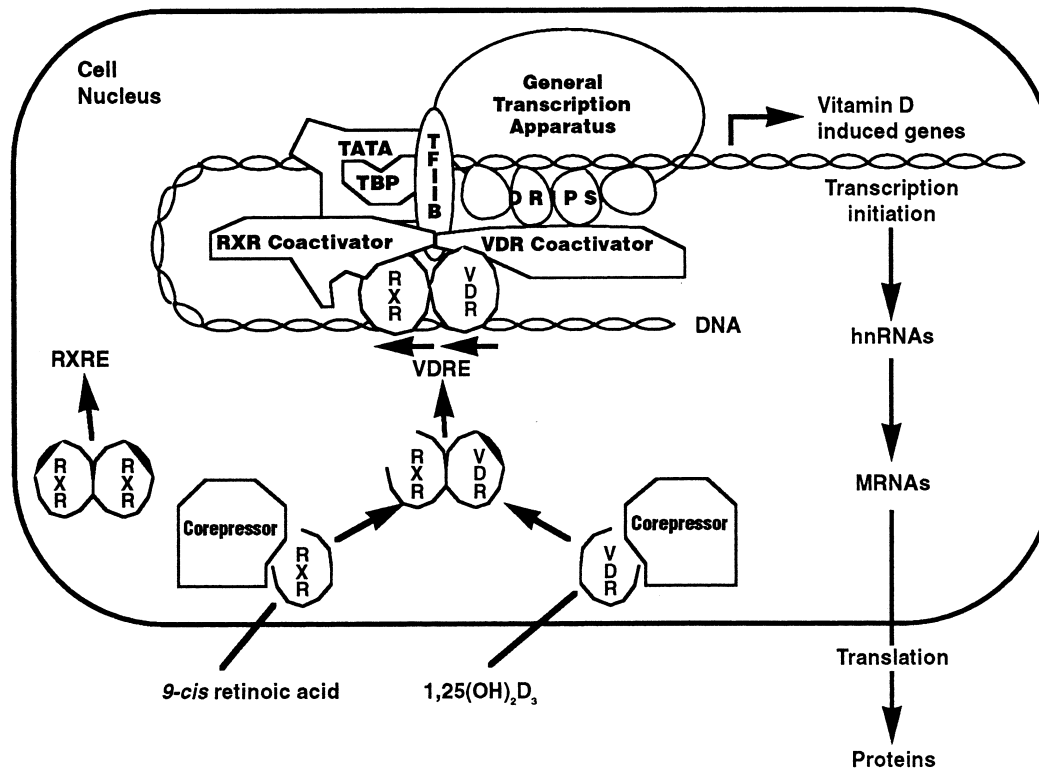 Cell
Nucleus
General
Transcription
Apparatus
Vitamin D
induced genes
TATA
TBP
TFIIB
DRIPS
Transcription
initiation
RXR Coactivator
VDR Coactivator
RXR
VDR
DNA
hnRNAs
RXRE
VDRE
RXR
RXR
RXR
VDR
MRNAs
Corepressor
RXR
VDR
Corepressor
Translation
9-cis retinoic acid
1,25(OH)₂D₃
Proteins